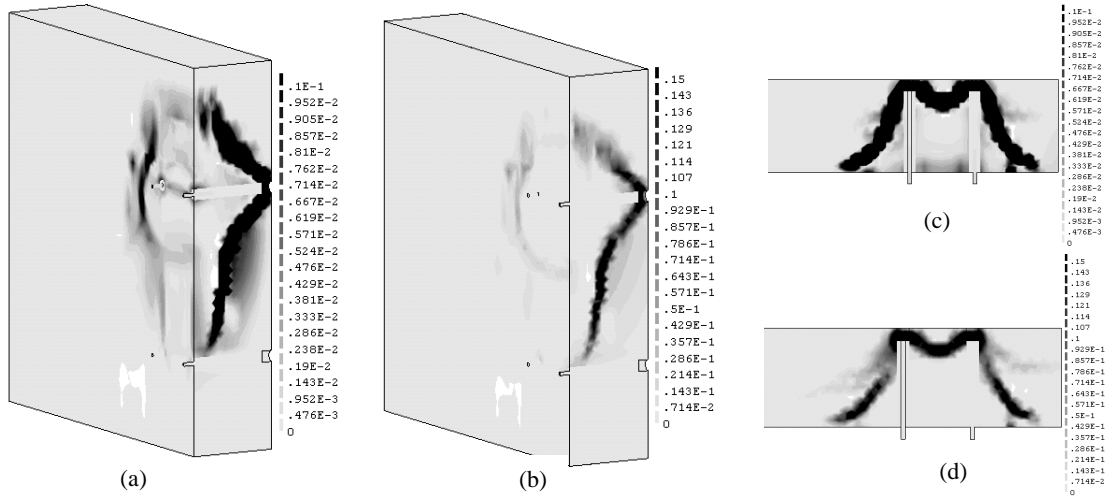 .1E-1
.952E-2
.905E-2
.857E-2
.81E-2
.762E-2
.714E-2
.667E-2
.619E-2
.571E-2
.524E-2
.476E-2
.429E-2
.381E-2
.333E-2
.286E-2
.238E-2
.19E-2
.143E-2
.952E-3
.476E-3
0
(a)
.15
.143
.136
.129
.121
.114
.107
.1
.929E-1
.857E-1
.786E-1
.714E-1
.643E-1
.571E-1
.5E-1
.429E-1
.357E-1
.286E-1
.214E-1
.143E-1
.714E-2
0
(b)
.1E-1
.952E-2
.905E-2
.857E-2
.81E-2
.762E-2
.714E-2
.667E-2
.619E-2
.571E-2
.524E-2
.476E-2
.429E-2
.381E-2
.333E-2
.286E-2
.238E-2
.19E-2
.143E-2
.952E-3
.476E-3
0
(c)
.15
.143
.136
.129
.121
.114
.107
.1
.929E-1
.857E-1
.786E-1
.714E-1
.643E-1
.571E-1
.5E-1
.429E-1
.357E-1
.286E-1
.214E-1
.143E-1
.714E-2
0
(d)